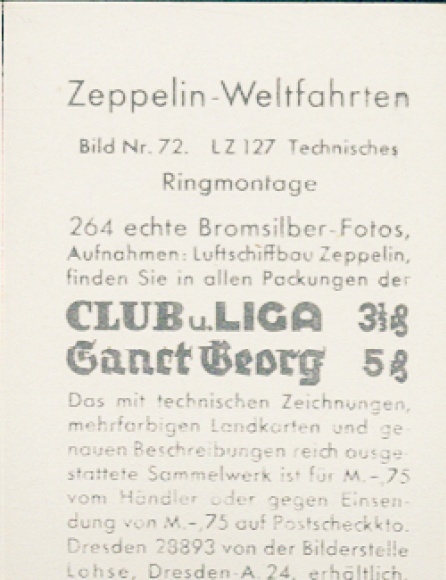 Zeppelin-Weltfahrten
Bild Nr. 72. LZ 127 Technisches
Ringmontage
264 echte Bromsilber-Fotos,
Aufnahmen: Luftschiffbau Zeppelin,
finden Sie in allen Packungen der
CLUB u. LIGA 3⅓ ₰
Sanct Georg 5 ₰
Das mit technischen Zeichnungen,
mehrfarbigen Landkarten und ge-
nauen Beschreibungen reich ausge-
stattete Sammelwerk ist für M.-,75
vom Händler oder gegen Einsen-
dung von M.-,75 auf Postscheckkto.
Dresden 28893 von der Bilderstelle
Lohse, Dresden-A. 24, erhältlich.